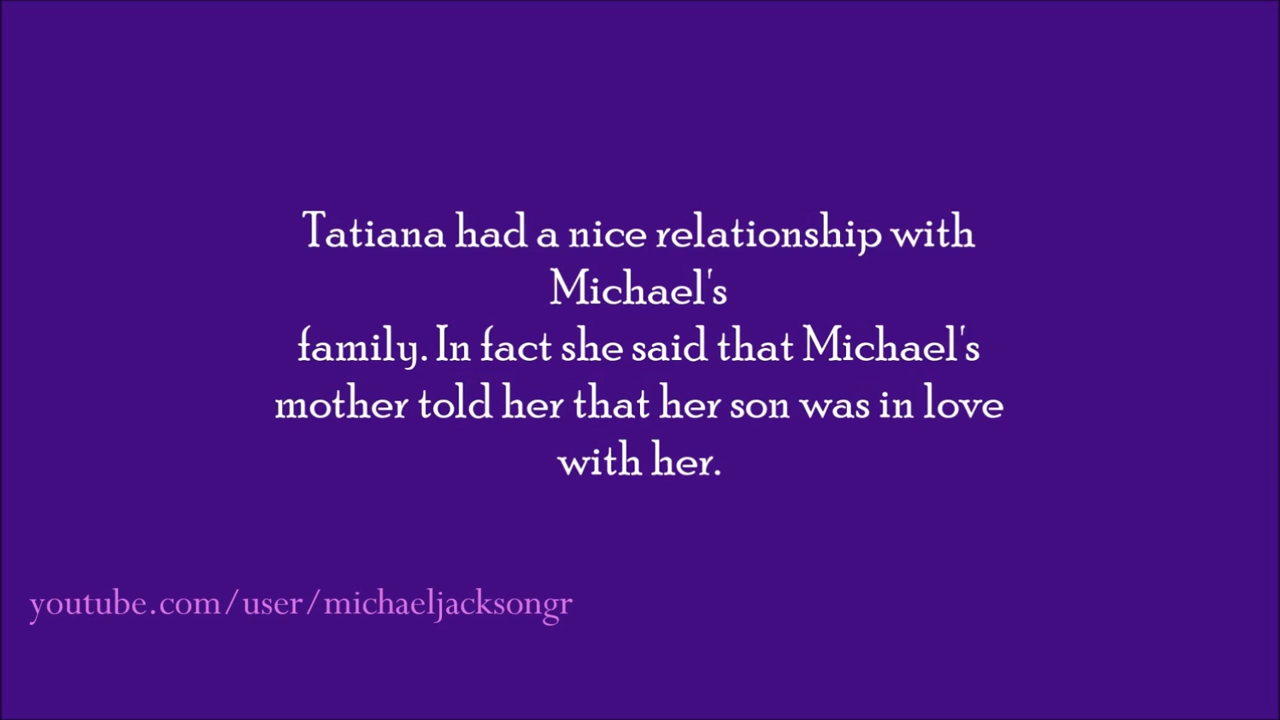 Tatiana had a nice relationship with
Michael's
family. In fact she said that Michael's
mother told her that her son was in love
with her.
youtube.com/user/michaeljacksongr